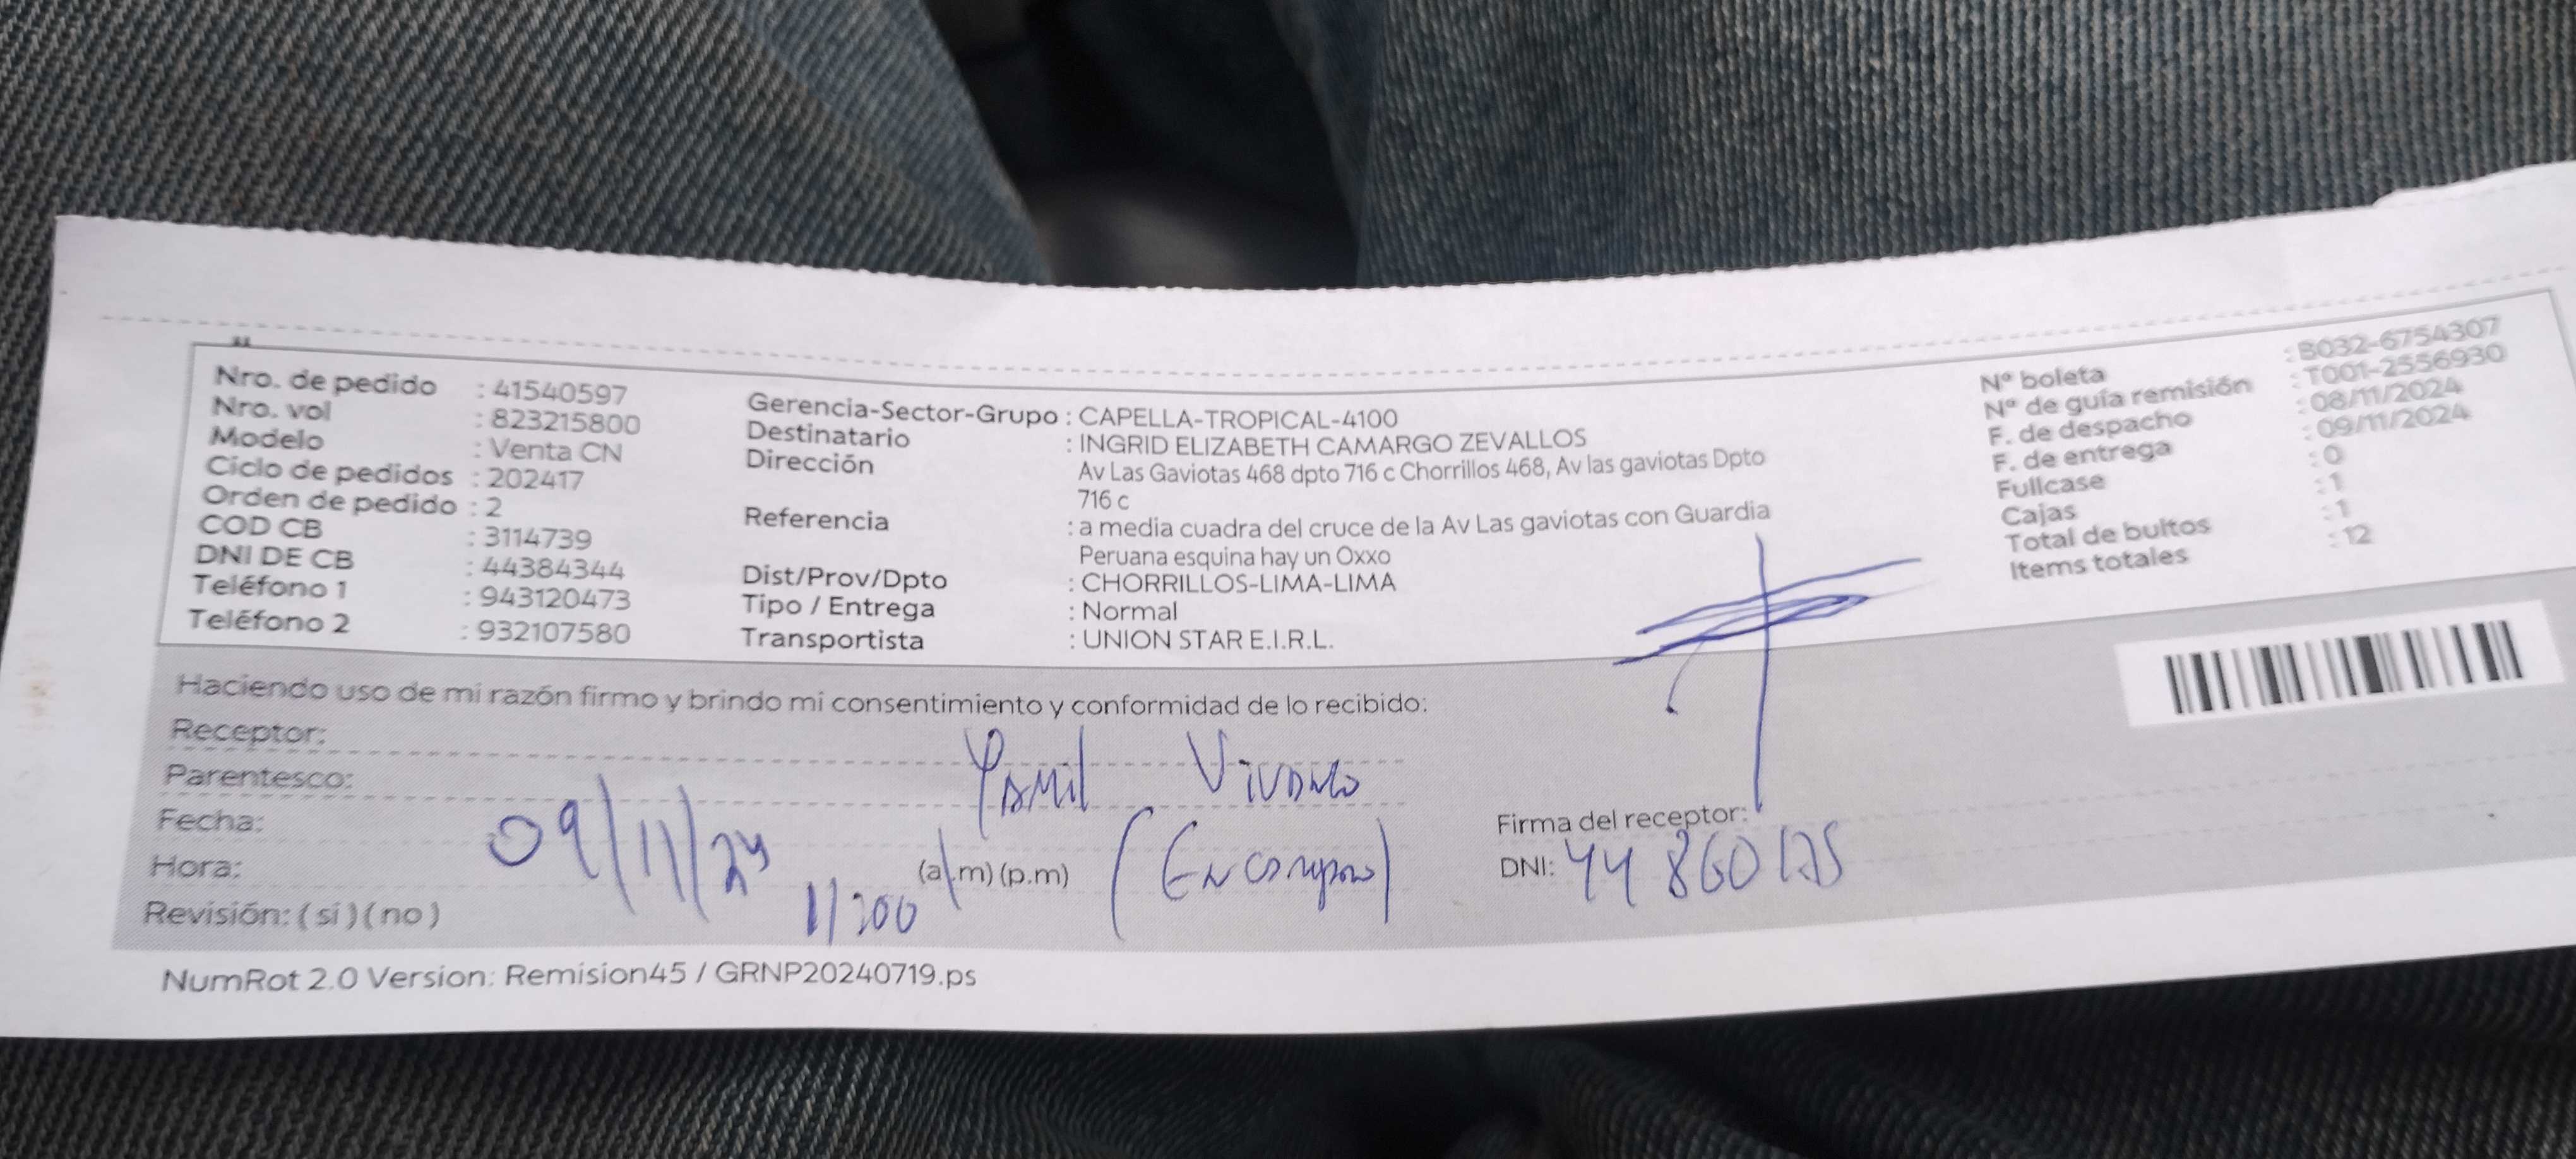 Nro. de pedido : 41540597
Nro. vol : 823215800
Modelo : Venta CN
Ciclo de pedidos : 202417
Orden de pedido : 2
COD CB : 3114739
DNI DE CB : 44384344
Teléfono 1 : 943120473
Teléfono 2 : 932107580
Gerencia-Sector-Grupo : CAPELLA-TROPICAL-4100
Destinatario : INGRID ELIZABETH CAMARGO ZEVALLOS
Dirección Av Las Gaviotas 468 dpto 716 c Chorrillos 468, Av las gaviotas Dpto
716 c
Referencia : a media cuadra del cruce de la Av Las gaviotas con Guardia
Peruana esquina hay un Oxxo
Dist/Prov/Dpto : CHORRILLOS-LIMA-LIMA
Tipo / Entrega : Normal
Transportista : UNION STAR E.I.R.L.
Nº boleta : B032-6754307
Nª de guía remisión : T001-2556930
F. de despacho : 08/11/2024
F. de entrega : 09/11/2024
Fullcase : 0
Cajas : 1
Total de bultos : 1
Items totales : 12
Haciendo uso de mi razón firmo y brindo mi consentimiento y conformidad de lo recibido:
Receptor: Yamil
Parentesco:
Fecha: 09/11/24
Hora: (a.m) (p.m)
Revisión: ( si ) ( no )
Firma del receptor:
DNI:
NumRot 2.0 Version: Remision45 / GRNP20240719.ps